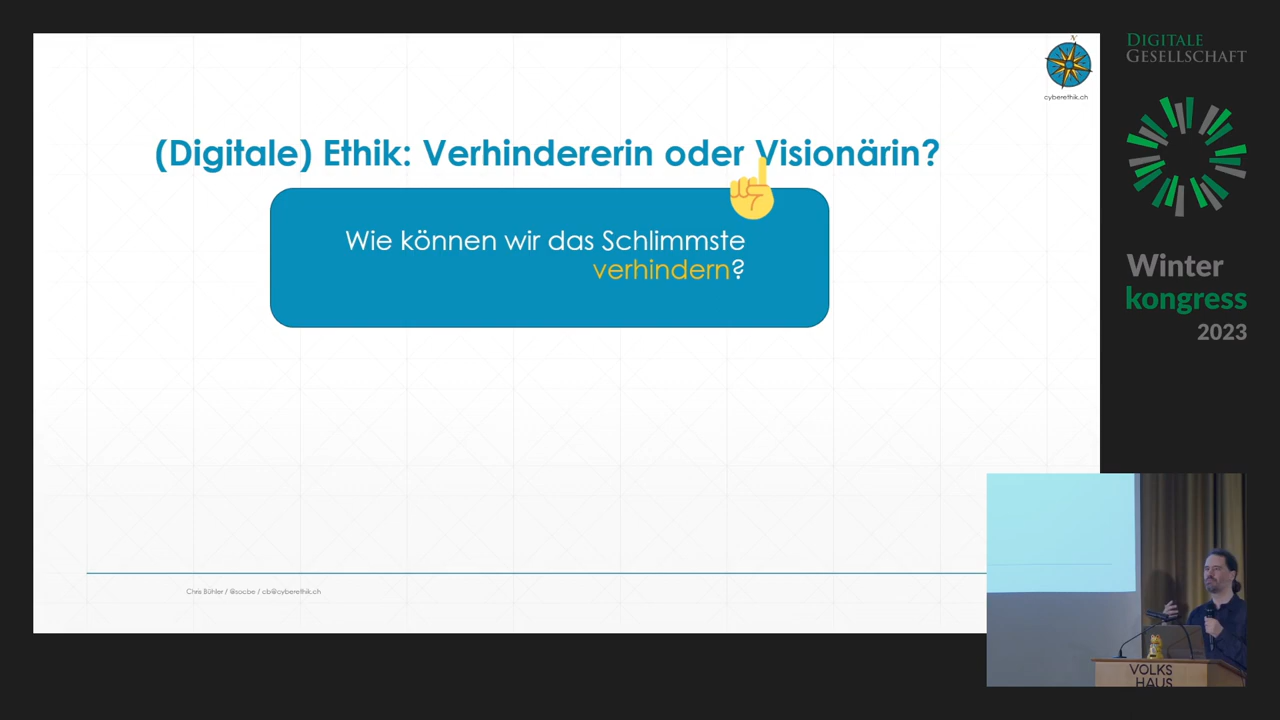 N
cyberethik.ch
(Digitale) Ethik: Verhindererin oder Visionärin?
Wie können wir das Schlimmste
verhindern?
Chris Bühler / @socbe / cb@cyberethik.ch
DIGITALE
GESELLSCHAFT
Winter
kongress
2023
VOLKS
HAUS